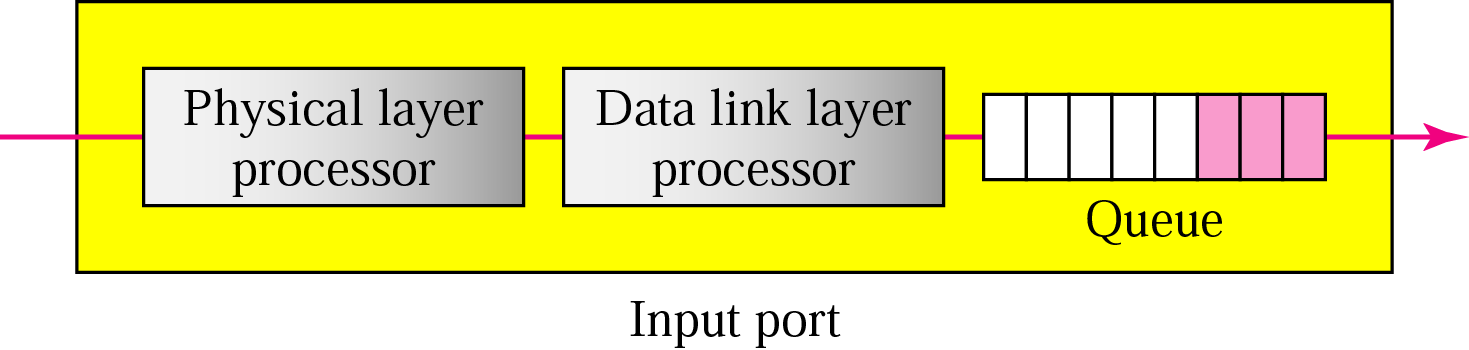 Physical layer
processor
Data link layer
processor
Queue
Input port